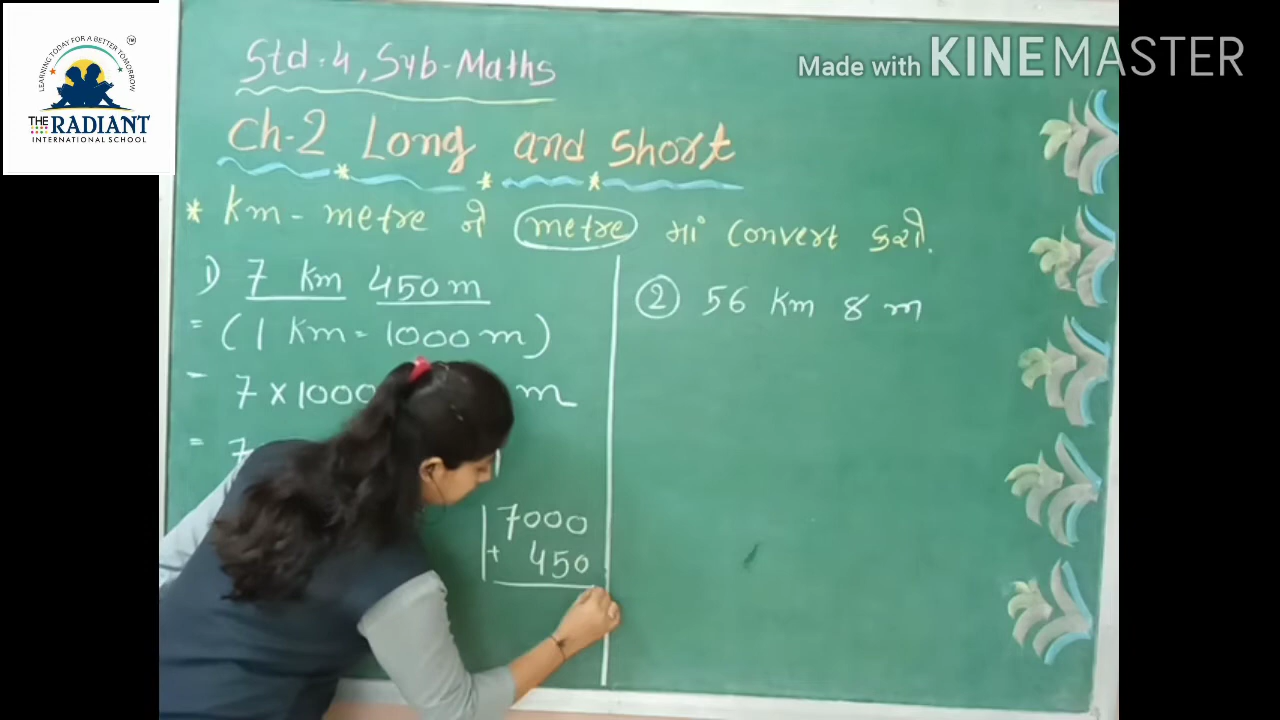 LEARNING TODAY FOR A BETTER TOMORROW
TM
THE RADIANT
INTERNATIONAL SCHOOL
Made with KINEMASTER
Std : 4 , Sub - Maths
Ch-2 Long and Short
* Km - metre ને metre માં convert કરો.
1) 7 Km 450 m
= ( 1 Km = 1000 m )
= 7 x 1000 m
= 7
7000
+ 450
2 56 Km 8 m